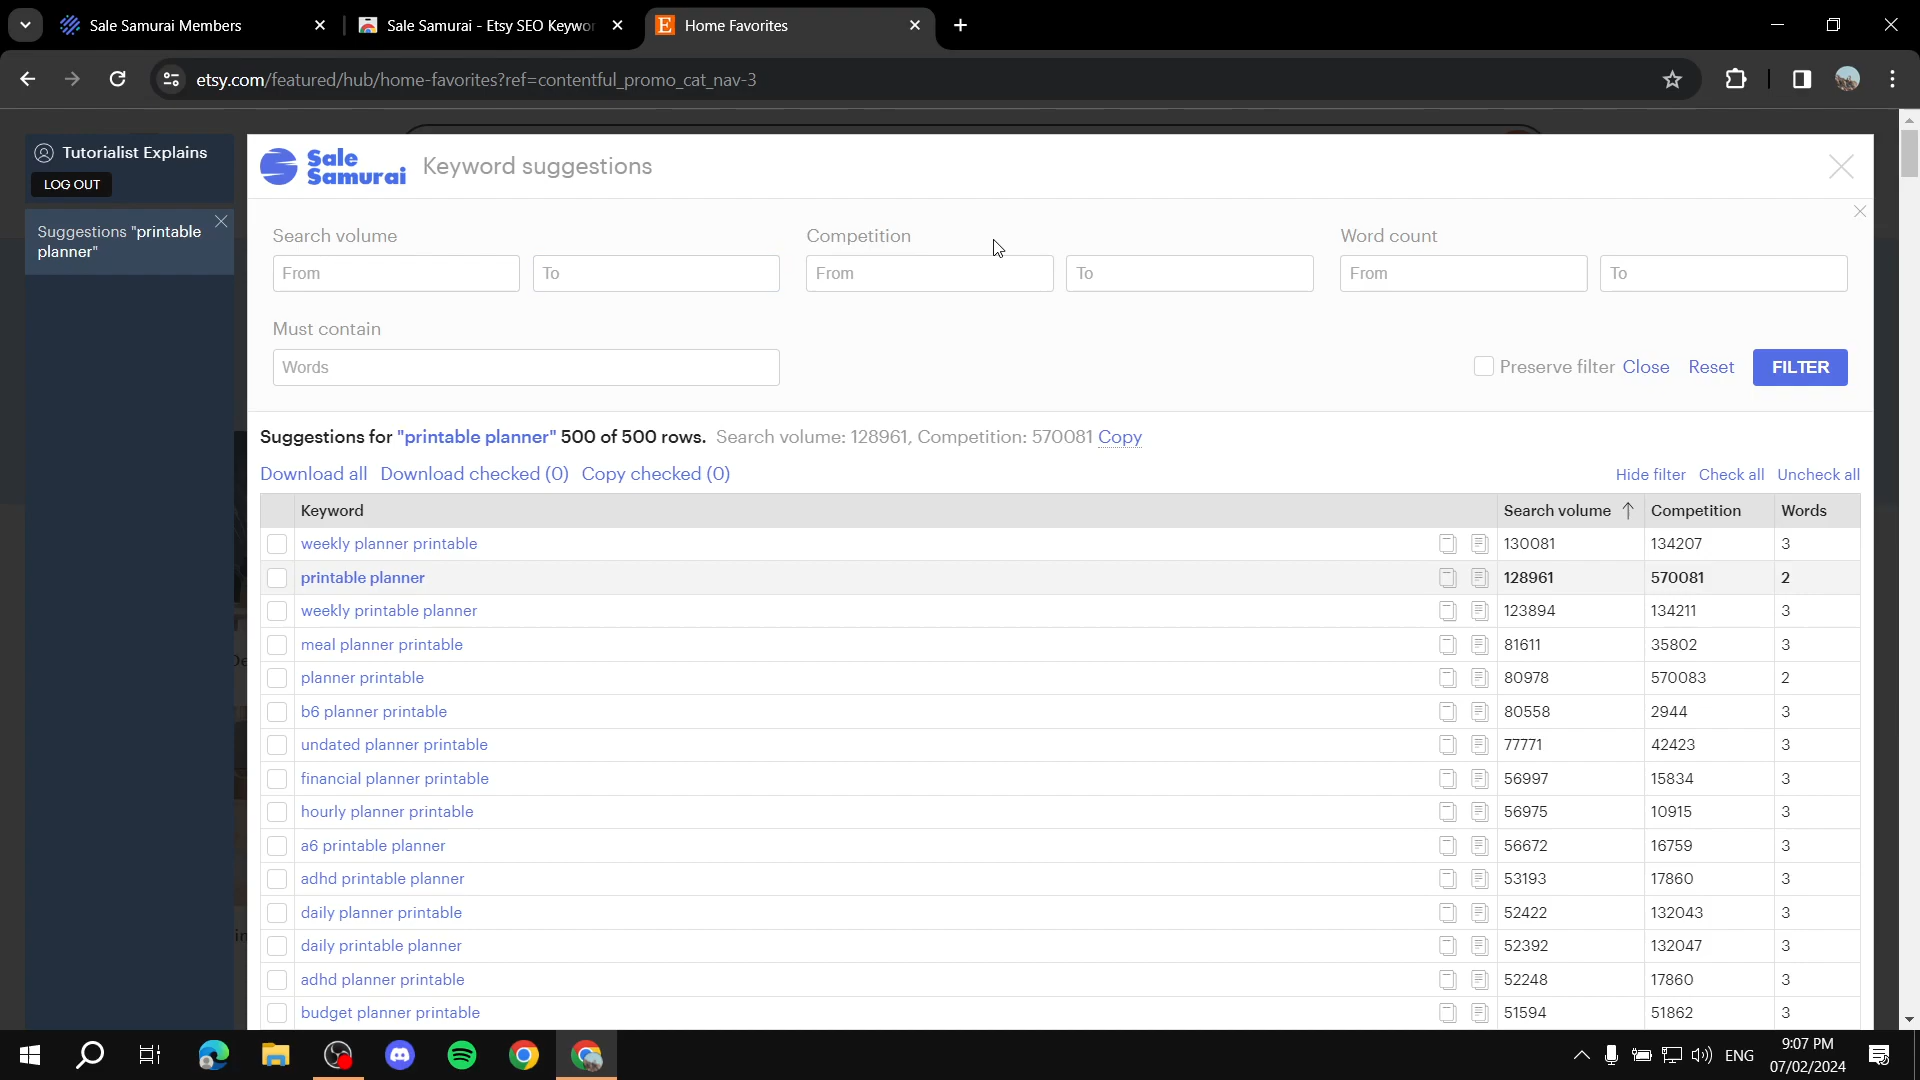 Sale Samurai Members
Sale Samurai - Etsy SEO Keywor
E Home Favorites
etsy.com/featured/hub/home-favorites?ref=contentful_promo_cat_nav-3
Tutorialist Explains
LOG OUT
Suggestions "printable
planner"
Sale
Samurai
Keyword suggestions
Search volume
Competition
Word count
From
To
From
To
From
To
Must contain
Words
Preserve filter Close Reset FILTER
Suggestions for "printable planner" 500 of 500 rows. Search volume: 128961, Competition: 570081 Copy
Download all Download checked (0) Copy checked (0)
Hide filter Check all Uncheck all
Keyword Search volume Competition Words
weekly planner printable 130081 134207 3
printable planner 128961 570081 2
weekly printable planner 123894 134211 3
meal planner printable 81611 35802 3
planner printable 80978 570083 2
b6 planner printable 80558 2944 3
undated planner printable 77771 42423 3
financial planner printable 56997 15834 3
hourly planner printable 56975 10915 3
a6 printable planner 56672 16759 3
adhd printable planner 53193 17860 3
daily planner printable 52422 132043 3
daily printable planner 52392 132047 3
adhd planner printable 52248 17860 3
budget planner printable 51594 51862 3
ENG
9:07 PM
07/02/2024